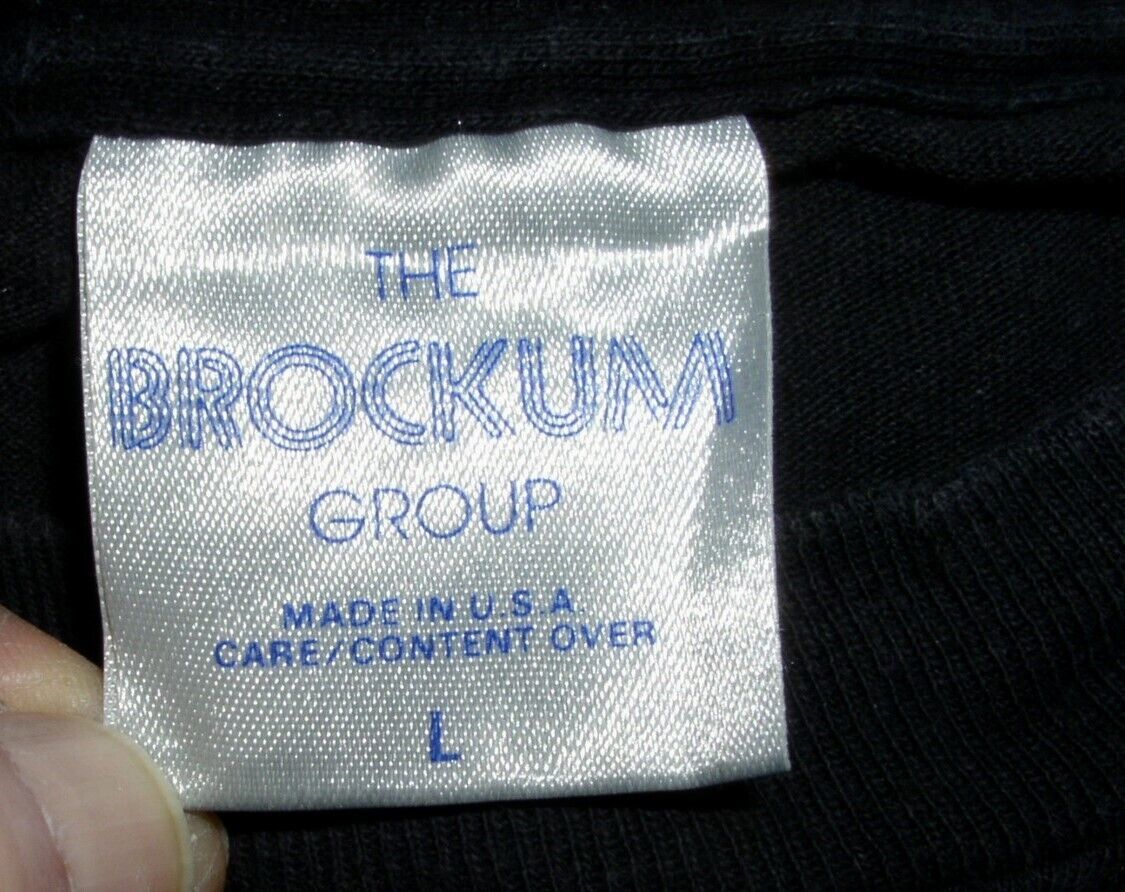 THE
BROCKUM
GROUP
MADE IN U.S.A.
CARE/CONTENT OVER
L